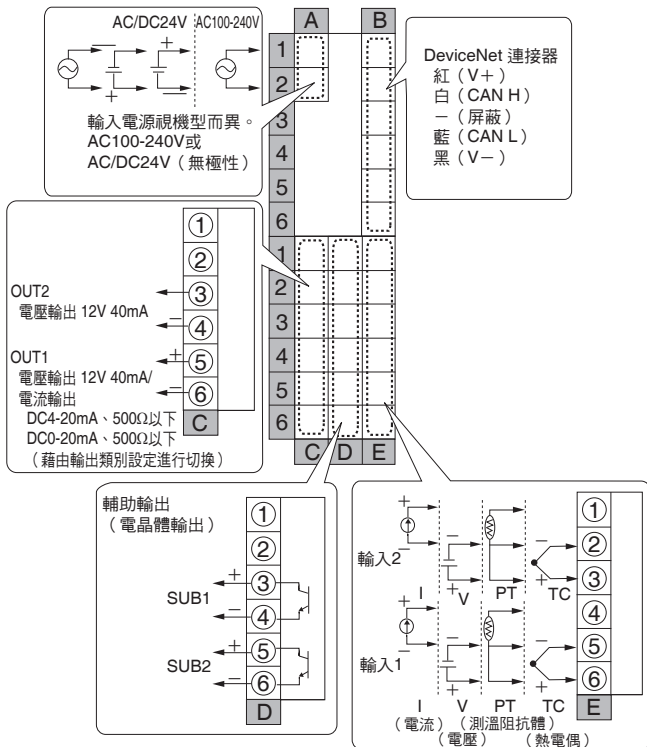 AC/DC24V AC100-240V
+ +
輸入電源視機型而異。
AC100-240V或
AC/DC24V（無極性）
A B
1
2
3
4
5
6
1
2
3
4
5
6
C D E
DeviceNet 連接器
紅（V+）
白（CAN H）
－（屏蔽）
藍（CAN L）
黑（V－）
①
②
OUT2 ③
電壓輸出 12V 40mA
－ ④
OUT1 + ⑤
電壓輸出 12V 40mA/
電流輸出 － ⑥
DC4-20mA、500Ω以下 C
DC0-20mA、500Ω以下
（藉由輸出類別設定進行切換）
輔助輸出
（電晶體輸出）
①
②
+ ③
SUB1
－ ④
+ ⑤
SUB2
－ ⑥
D
+ － －
輸入2
－ + +
I V PT TC
+ － －
輸入1
－ + +
I V PT TC
（電流） （測溫阻抗體）
（電壓） （熱電偶）
①
②
③
④
⑤
⑥
E